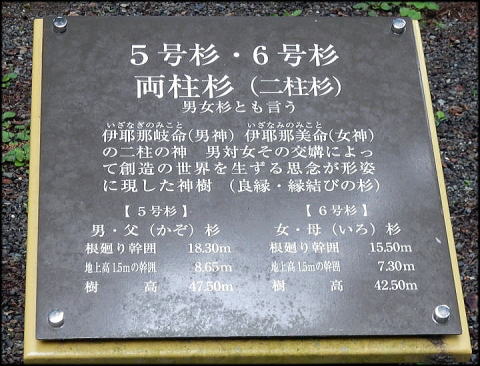 5号杉・6号杉
両柱杉（二柱杉）
男女杉とも言う
いざなぎのみこと いざなみのみこと
伊耶那岐命(男神) 伊耶那美命(女神)
の二柱の神 男対女その交媾によっ
て創造の世界を生ずる思念が形姿
に現した神樹 （良縁・縁結びの杉）
【５号杉】 【６号杉】
男・父（かぞ）杉 女・母（いろ）杉
根廻り幹囲 18.30m 根廻り幹囲 15.50m
地上高1.5mの幹囲 8.65m 地上高1.5mの幹囲 7.30m
樹 高 47.50m 樹 高 42.50m